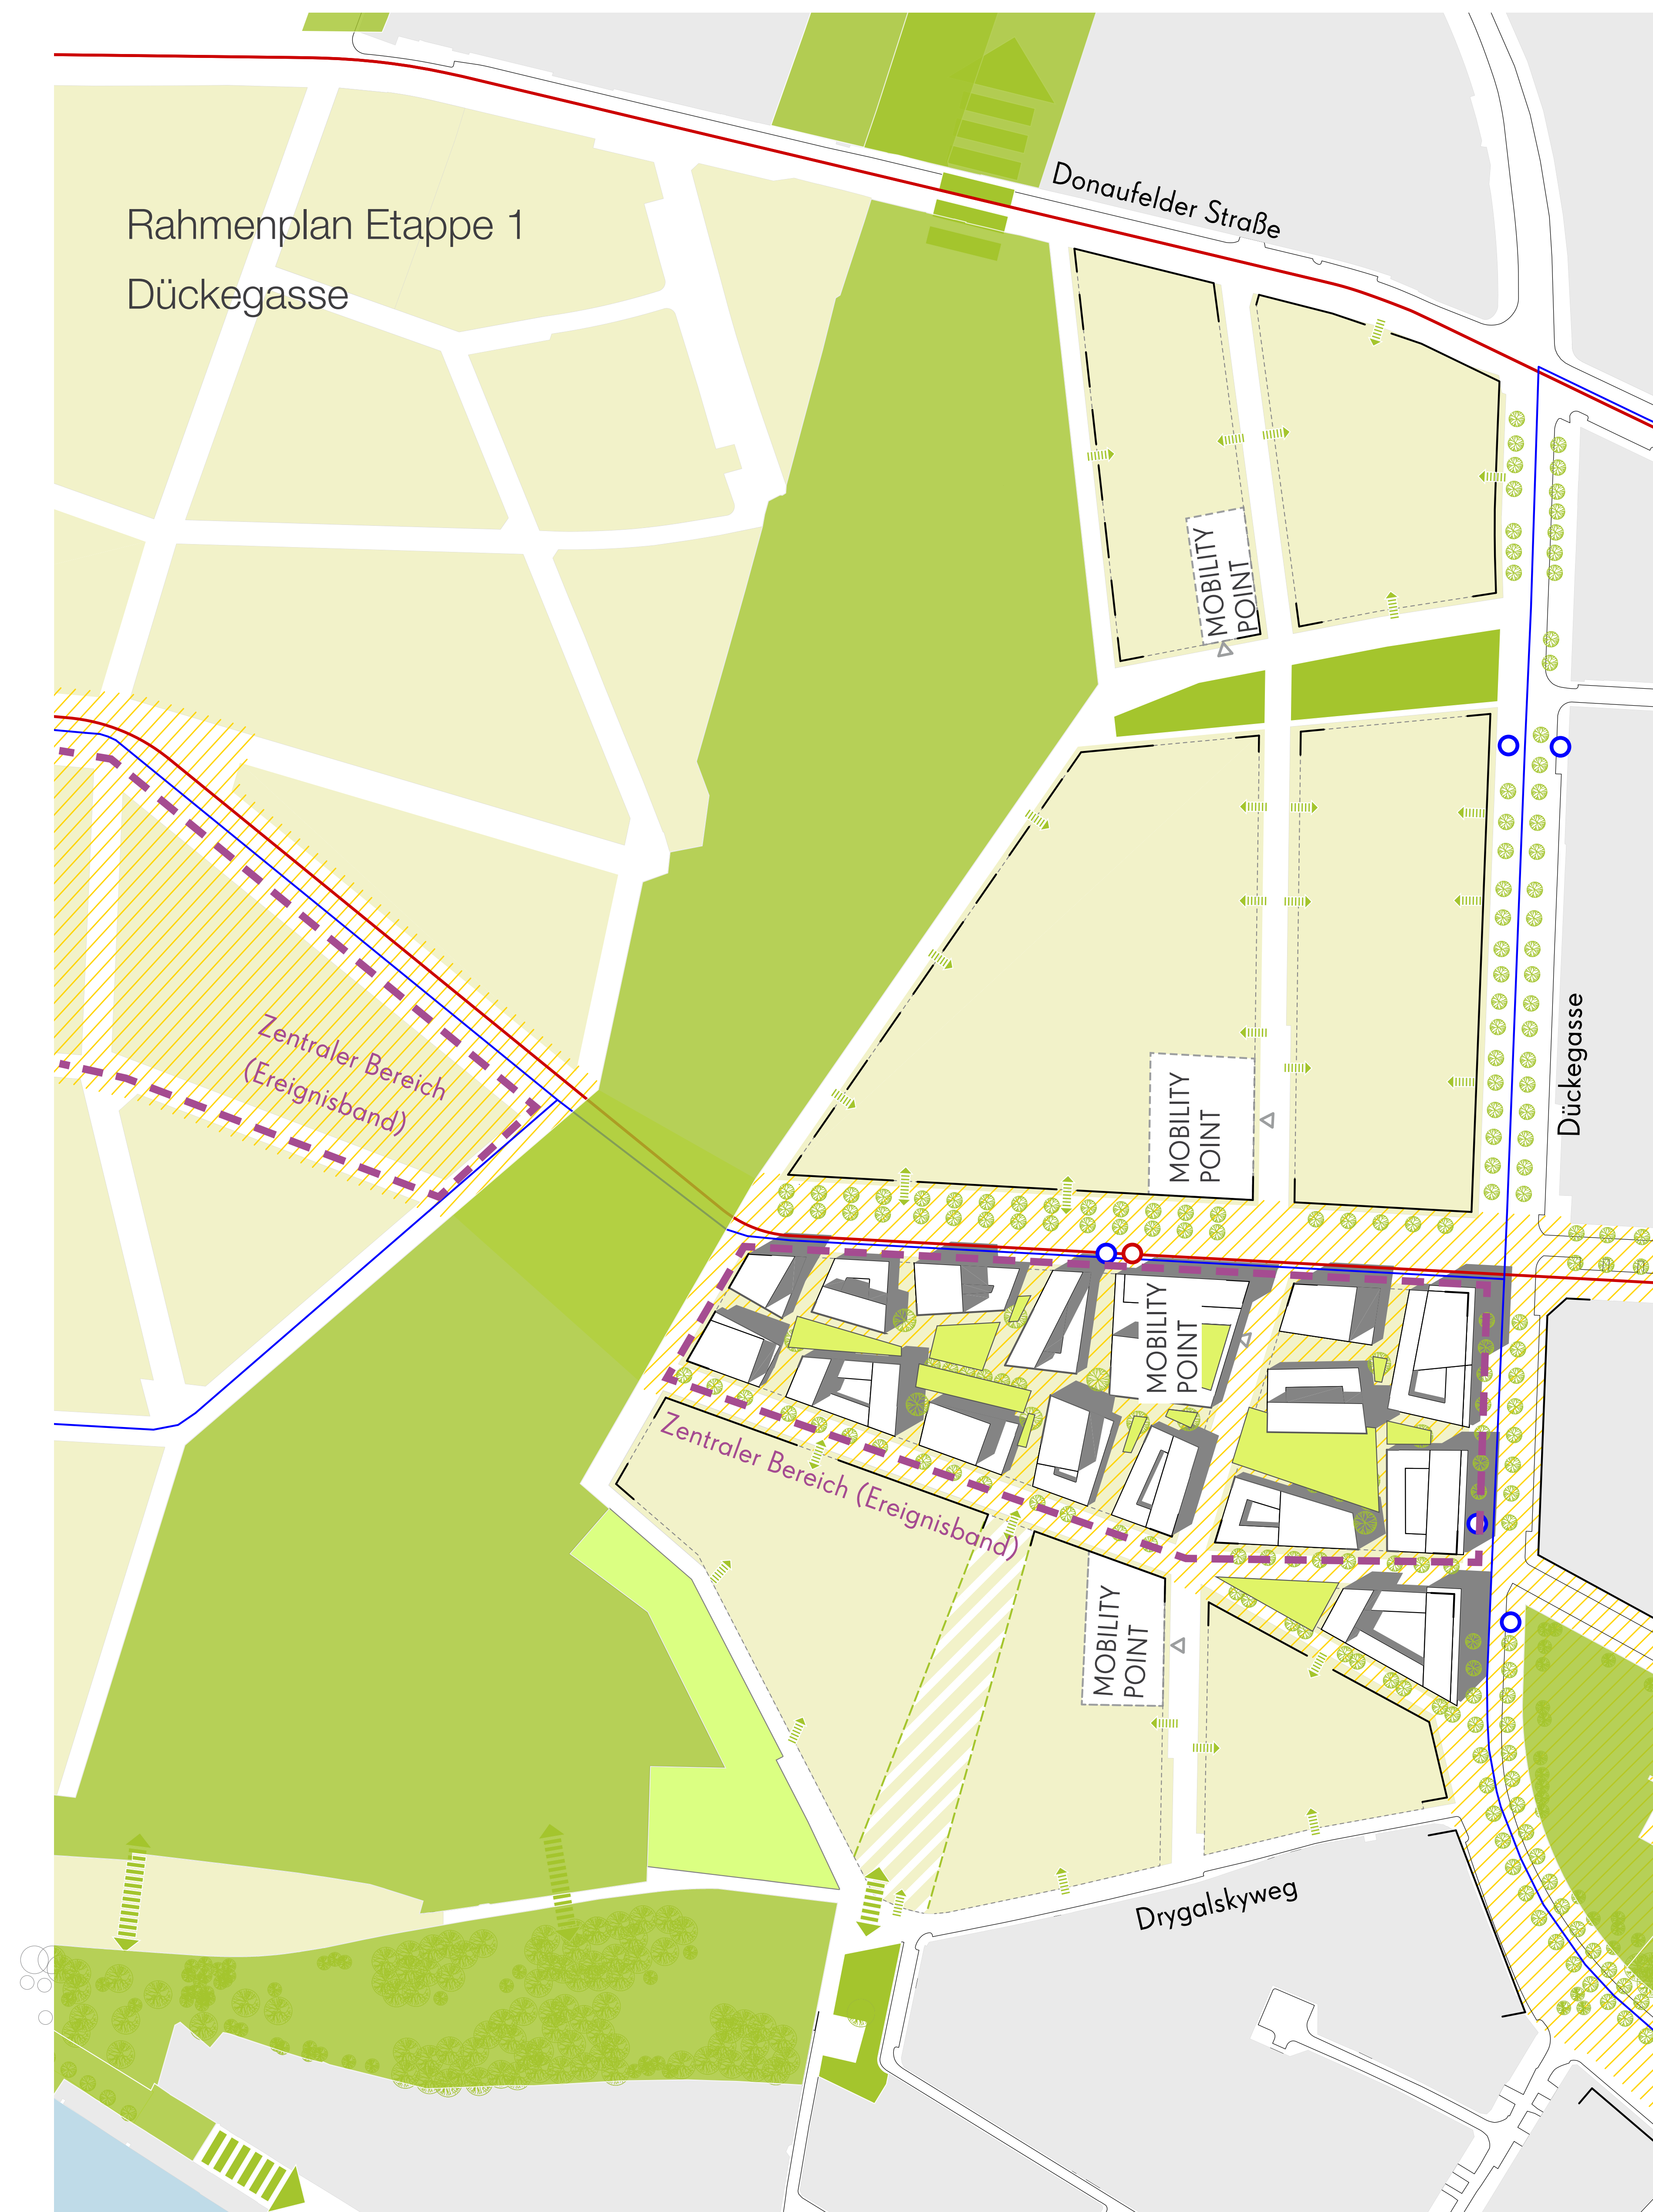 Donaufelder Straße
Rahmenplan Etappe 1
Dückegasse
MOBILITY
POINT
Zentraler Bereich
(Ereignisband)
Dückegasse
MOBILITY
POINT
MOBILITY
POINT
Zentraler Bereich (Ereignisband)
MOBILITY
POINT
Drygalskyweg